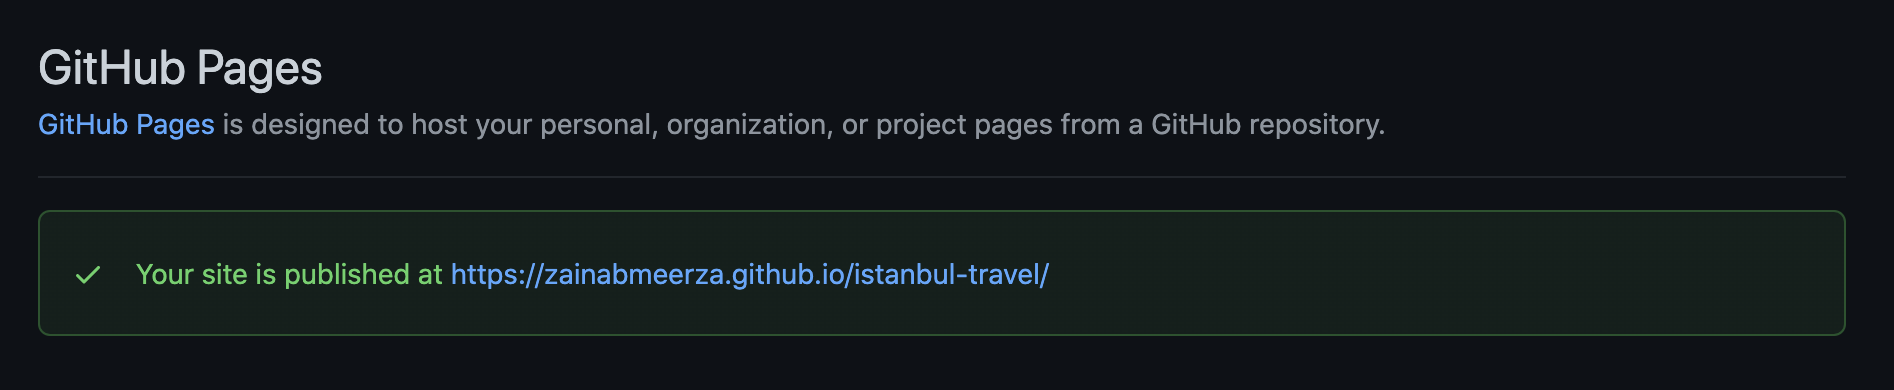 GitHub Pages
GitHub Pages is designed to host your personal, organization, or project pages from a GitHub repository.
Your site is published at https://zainabmeerza.github.io/istanbul-travel/